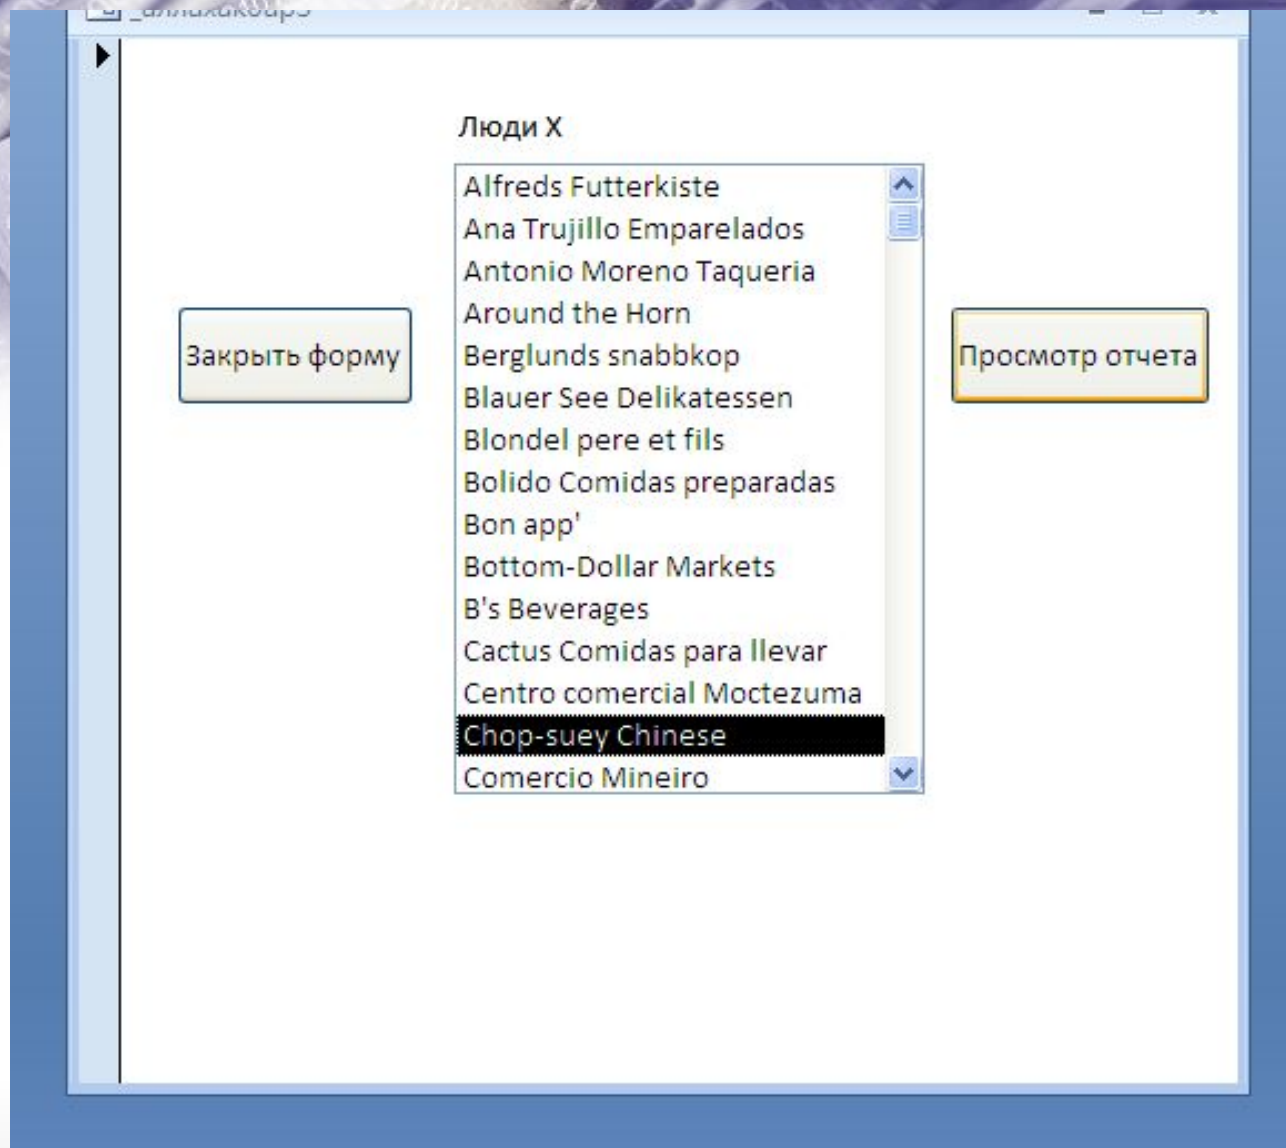 Люди X
Alfreds Futterkiste
Ana Trujillo Emparelados
Antonio Moreno Taqueria
Around the Horn
Berglunds snabbkop
Blauer See Delikatessen
Blondel pere et fils
Bolido Comidas preparadas
Bon app'
Bottom-Dollar Markets
B's Beverages
Cactus Comidas para llevar
Centro comercial Moctezuma
Chop-suey Chinese
Comercio Mineiro
Закрыть форму
Просмотр отчета